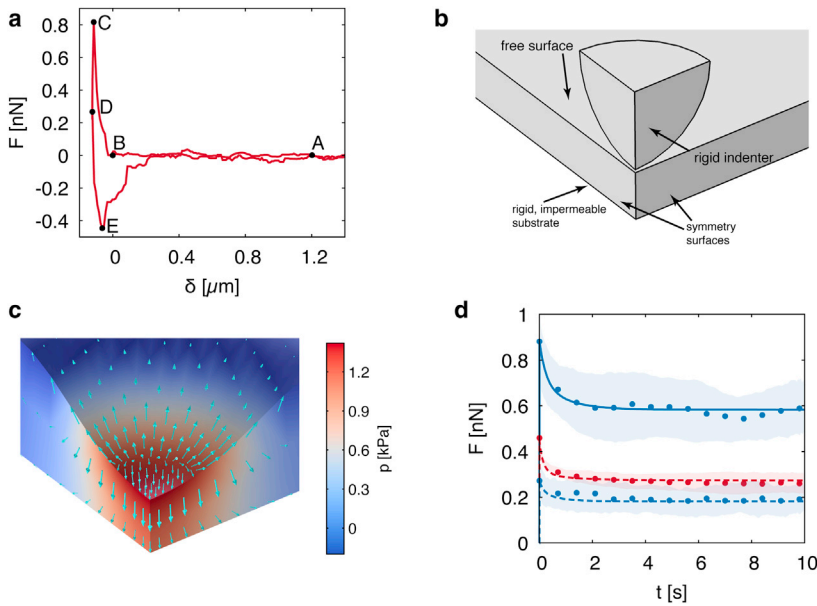 a
0.8
0.6
0.4
0.2
0
-0.2
-0.4
F [nN]
C
D
B
A
E
0
0.4
0.8
1.2
δ [μm]
b
free surface
rigid indenter
rigid, impermeable
substrate
symmetry
surfaces
c
1.2
0.9
0.6
0.3
0
p [kPa]
d
1
0.8
0.6
0.4
0.2
0
F [nN]
0
2
4
6
8
10
t [s]